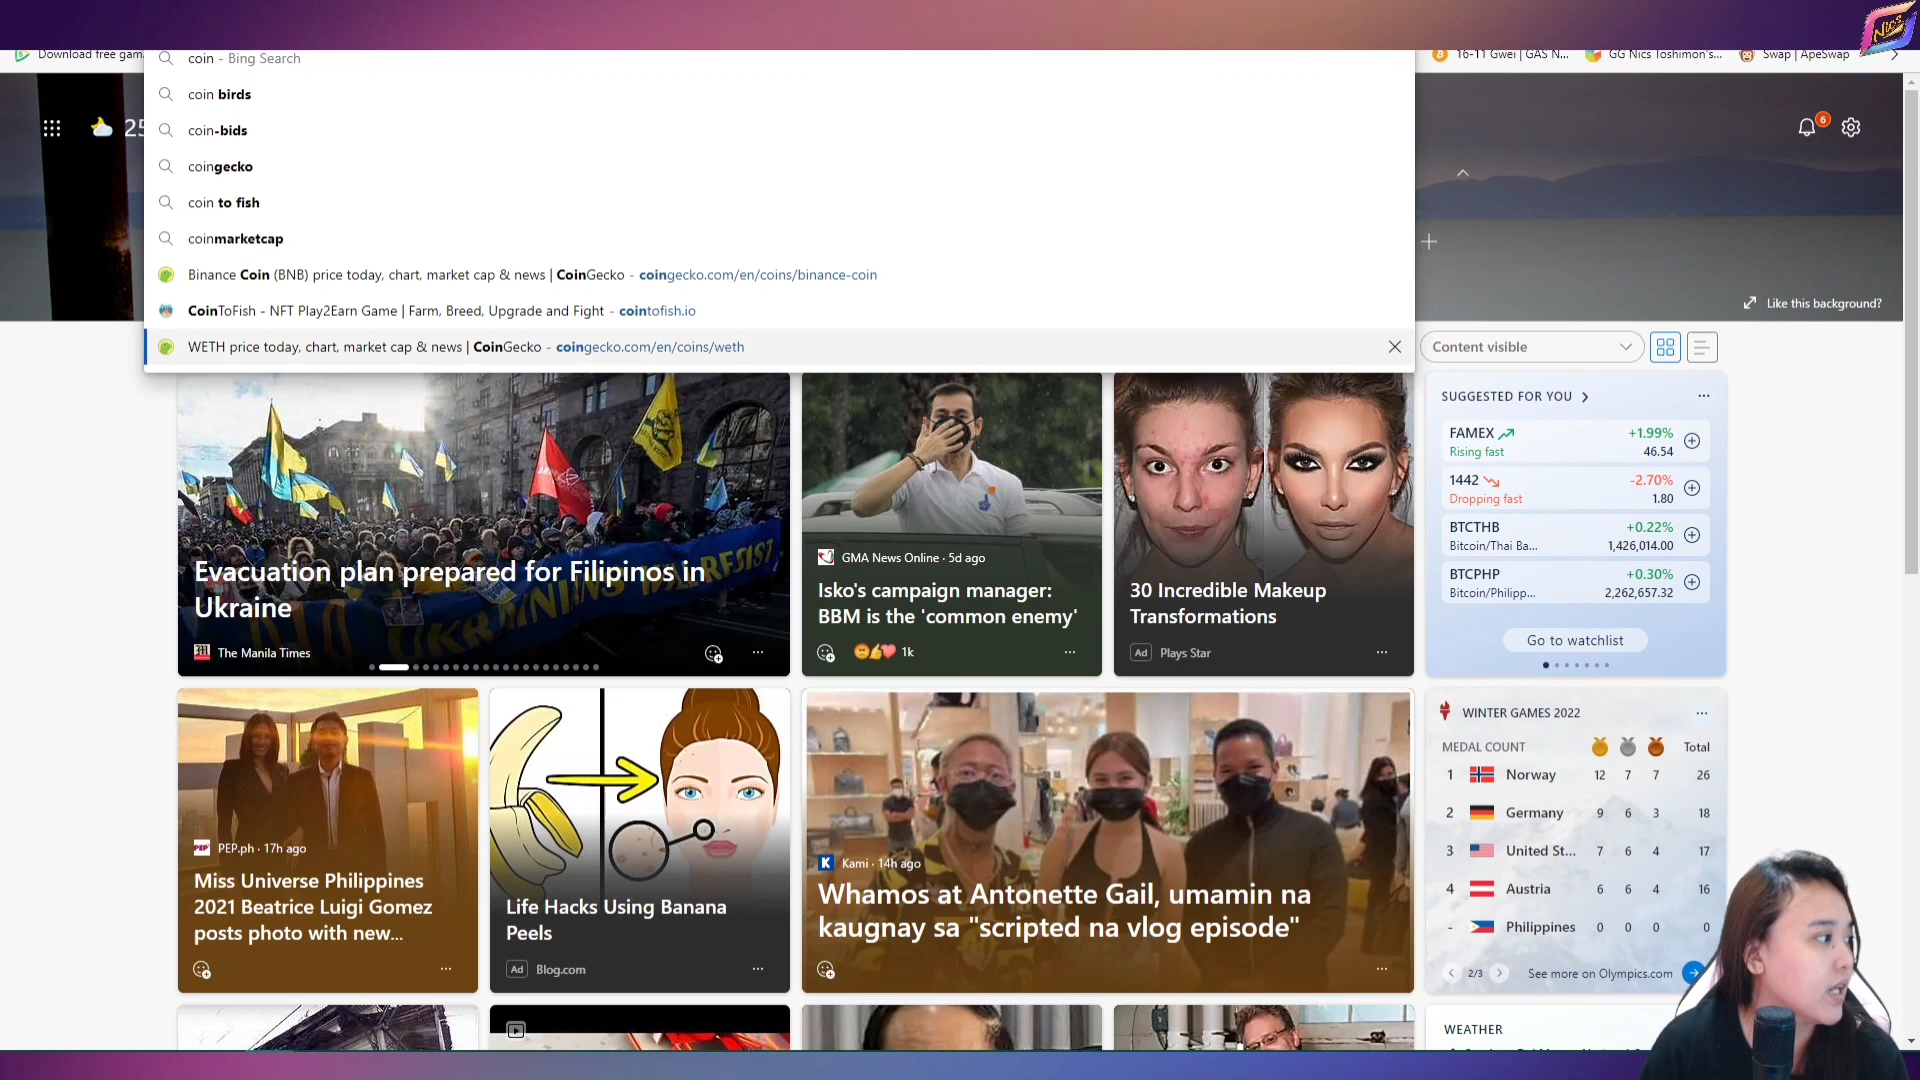 Nics
Download free gam
16-11 Gwei | GAS N...
GG Nics Toshimon's...
Swap | ApeSwap
coin - Bing Search
coin birds
coin-bids
coingecko
coin to fish
coinmarketcap
Binance Coin (BNB) price today, chart, market cap & news | CoinGecko - coingecko.com/en/coins/binance-coin
CoinToFish - NFT Play2Earn Game | Farm, Breed, Upgrade and Fight - cointofish.io
WETH price today, chart, market cap & news | CoinGecko - coingecko.com/en/coins/weth
25
6
Like this background?
Content visible
Evacuation plan prepared for Filipinos in
Ukraine
The Manila Times
GMA News Online · 5d ago
Isko's campaign manager:
BBM is the 'common enemy'
1k
30 Incredible Makeup
Transformations
Ad Plays Star
SUGGESTED FOR YOU
FAMEX +1.99%
Rising fast 46.54
1442 -2.70%
Dropping fast 1.80
BTCTHB +0.22%
Bitcoin/Thai Ba... 1,426,014.00
BTCPHP +0.30%
Bitcoin/Philipp... 2,262,657.32
Go to watchlist
PEP PEP.ph · 17h ago
Miss Universe Philippines
2021 Beatrice Luigi Gomez
posts photo with new...
Life Hacks Using Banana
Peels
Ad Blog.com
K Kami · 14h ago
Whamos at Antonette Gail, umamin na
kaugnay sa "scripted na vlog episode"
WINTER GAMES 2022
MEDAL COUNT Total
1 Norway 12 7 7 26
2 Germany 9 6 3 18
3 United St... 7 6 4 17
4 Austria 6 6 4 16
- Philippines 0 0 0 0
2/3 See more on Olympics.com
WEATHER